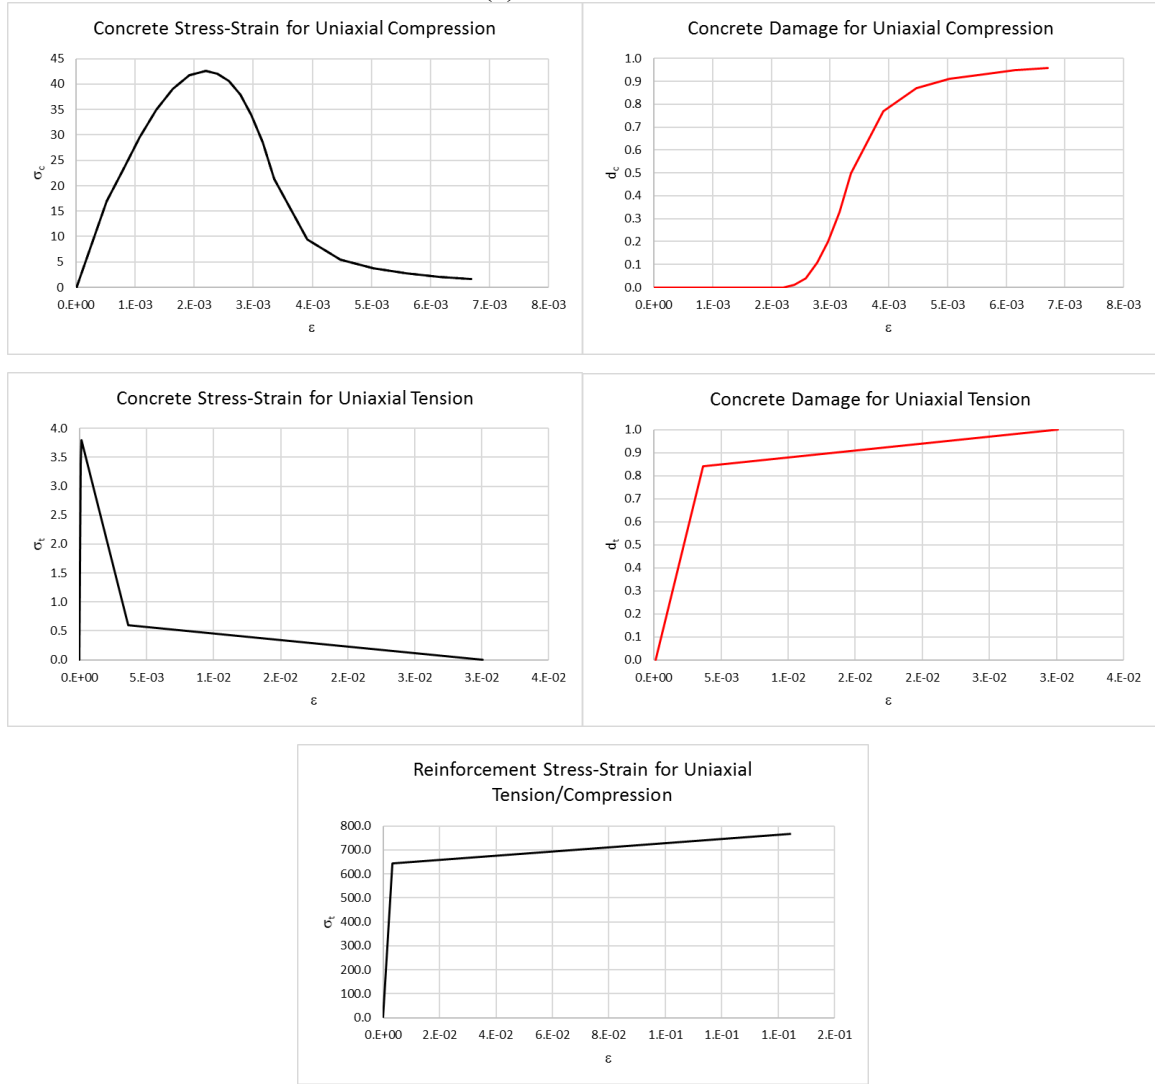 Concrete Stress-Strain for Uniaxial Compression
45
40
35
30
25
20
15
10
5
0
σc
0.E+00 1.E-03 2.E-03 3.E-03 4.E-03 5.E-03 6.E-03 7.E-03 8.E-03
ε
Concrete Damage for Uniaxial Compression
1.0
0.9
0.8
0.7
0.6
0.5
0.4
0.3
0.2
0.1
0.0
dc
0.E+00 1.E-03 2.E-03 3.E-03 4.E-03 5.E-03 6.E-03 7.E-03 8.E-03
ε
Concrete Stress-Strain for Uniaxial Tension
4.0
3.5
3.0
2.5
2.0
1.5
1.0
0.5
0.0
σt
0.E+00 5.E-03 1.E-02 2.E-02 2.E-02 3.E-02 3.E-02 4.E-02
ε
Concrete Damage for Uniaxial Tension
1.0
0.9
0.8
0.7
0.6
0.5
0.4
0.3
0.2
0.1
0.0
dt
0.E+00 5.E-03 1.E-02 2.E-02 2.E-02 3.E-02 3.E-02 4.E-02
ε
Reinforcement Stress-Strain for Uniaxial
Tension/Compression
800.0
700.0
600.0
500.0
400.0
300.0
200.0
100.0
0.0
σt
0.E+00 2.E-02 4.E-02 6.E-02 8.E-02 1.E-01 1.E-01 1.E-01 2.E-01
ε